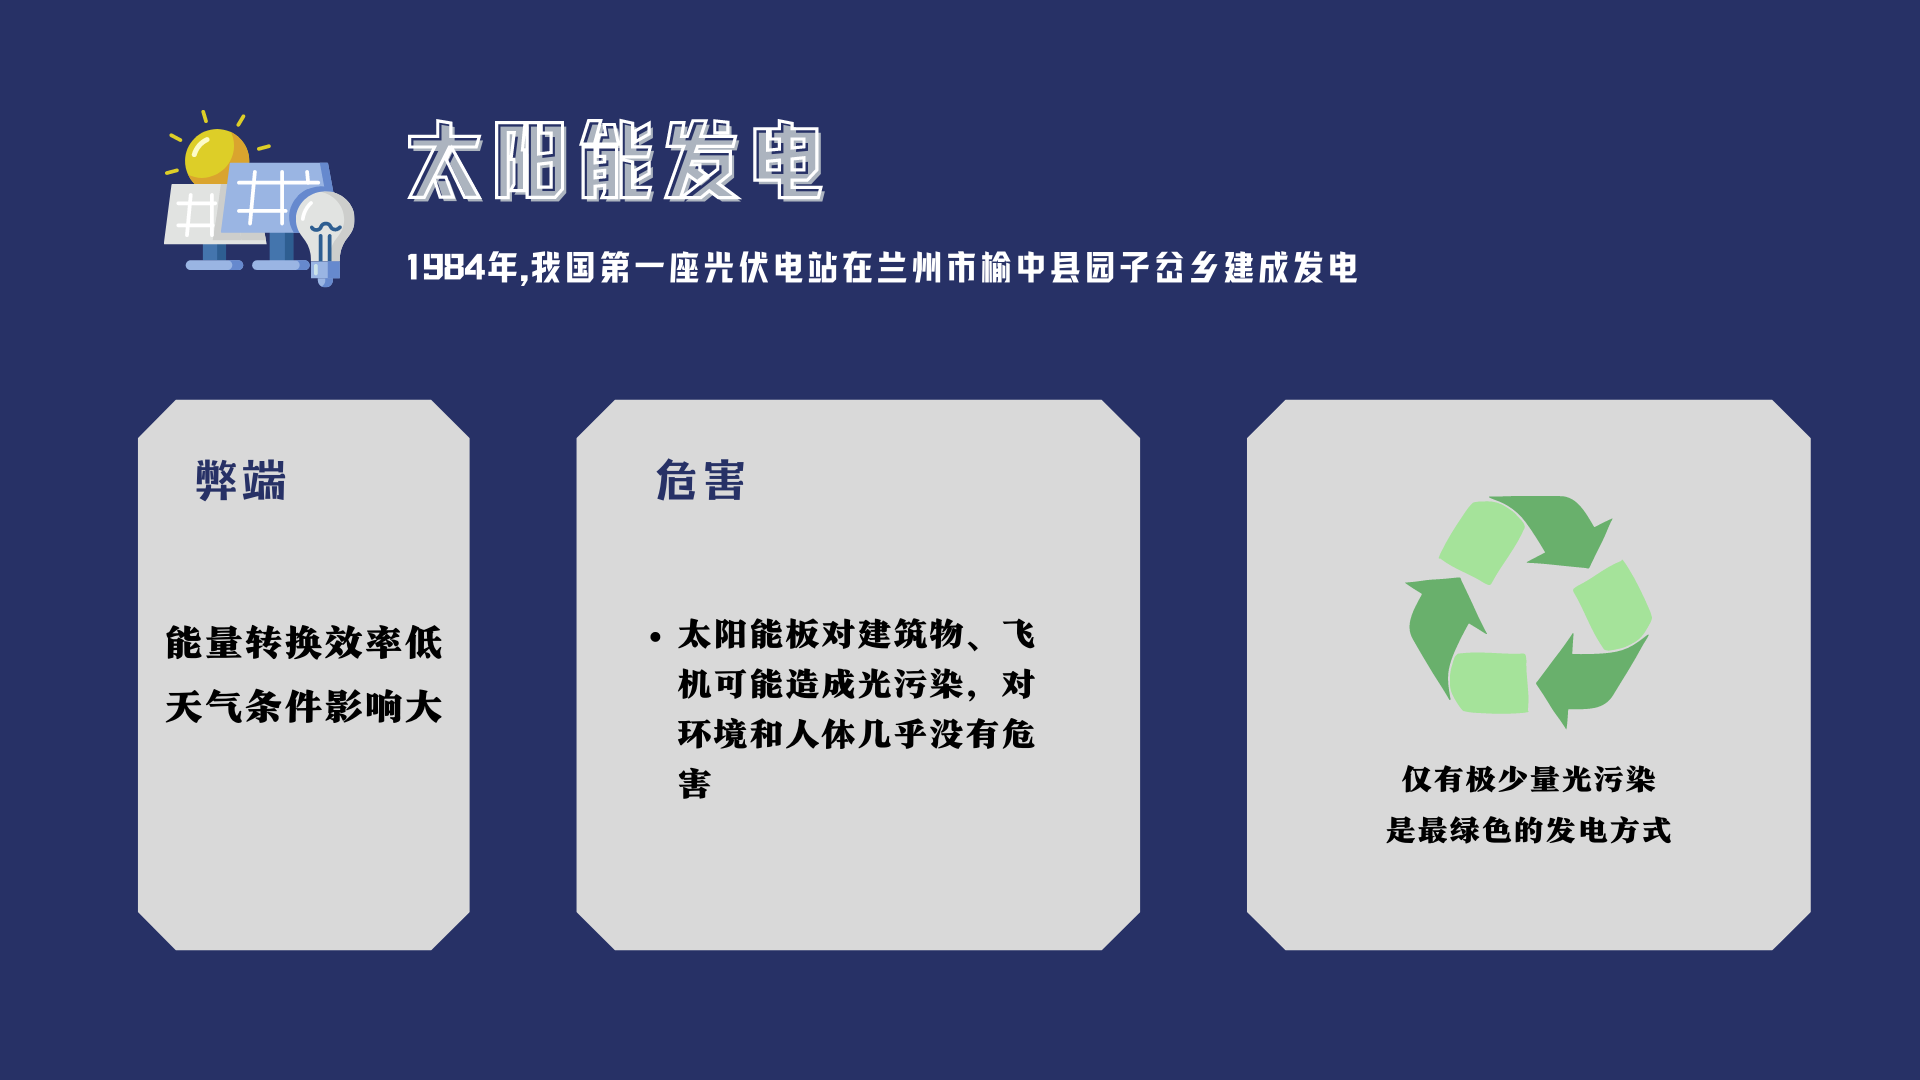 太阳能发电
1984年,我国第一座光伏电站在兰州市榆中县园子岔乡建成发电
弊端
能量转换效率低
天气条件影响大
危害
• 太阳能板对建筑物、飞
机可能造成光污染，对
环境和人体几乎没有危
害
仅有极少量光污染
是最绿色的发电方式